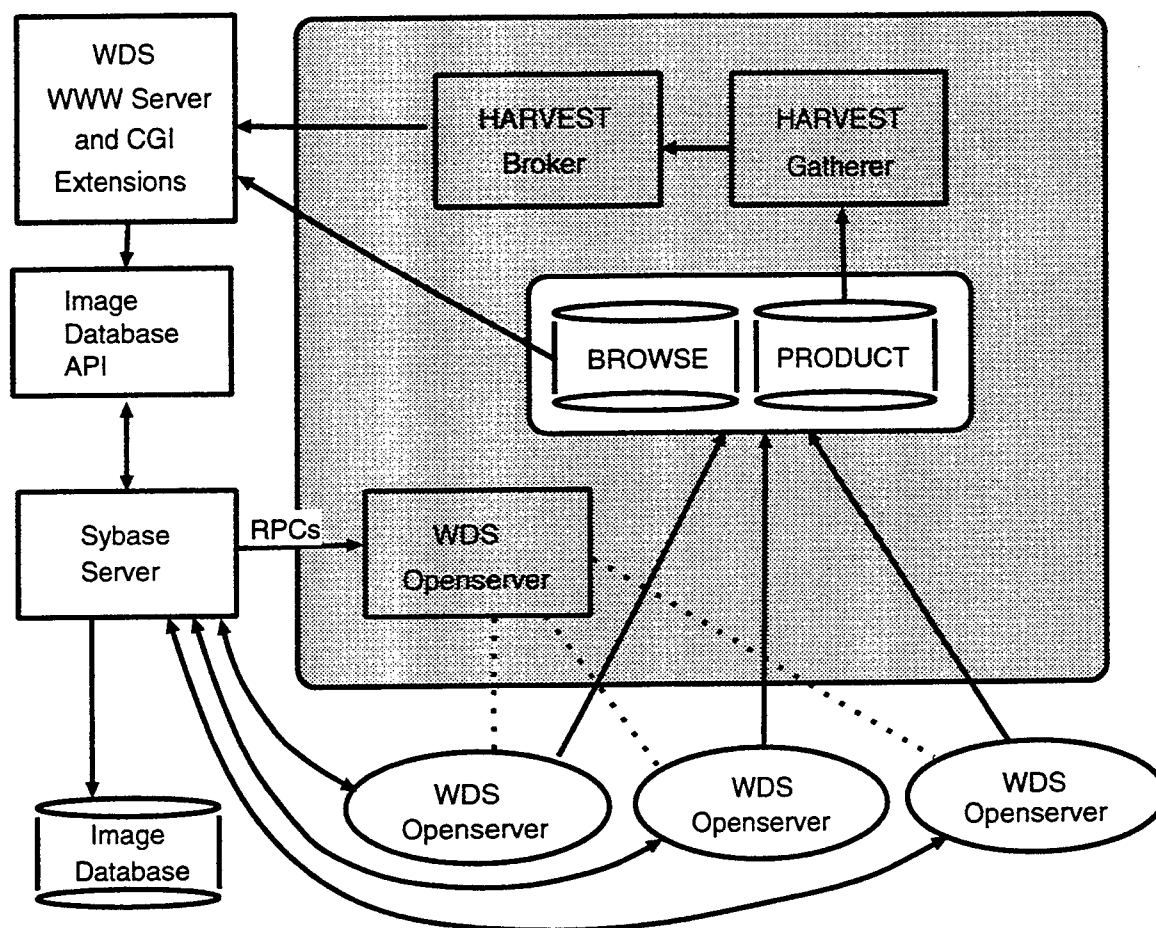 WDS
WWW Server
and CGI
Extensions
HARVEST
Broker
HARVEST
Gatherer
Image
Database
API
BROWSE
PRODUCT
Sybase
Server
RPCs
WDS
Openserver
WDS
Openserver
WDS
Openserver
WDS
Openserver
Image
Database